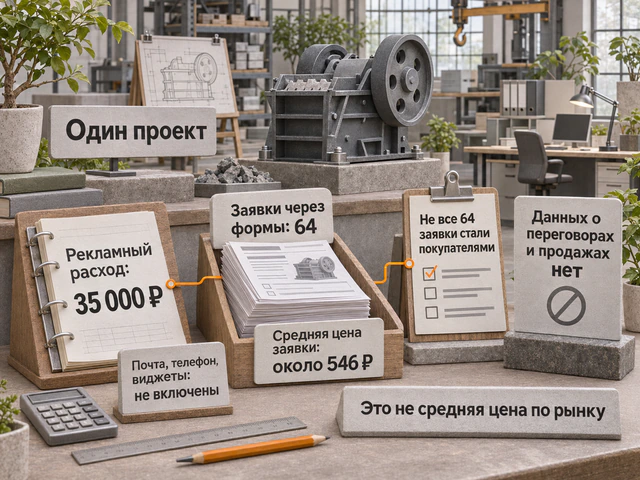 Один проект
Заявки через
формы: 64
Рекламный
расход:
35 000 ₽
Не все 64
заявки стали
покупателями
Данных о
переговорах
и продажах
нет
Средняя цена
заявки:
около 546 ₽
Почта, телефон,
виджеты:
не включены
Это не средняя цена по рынку